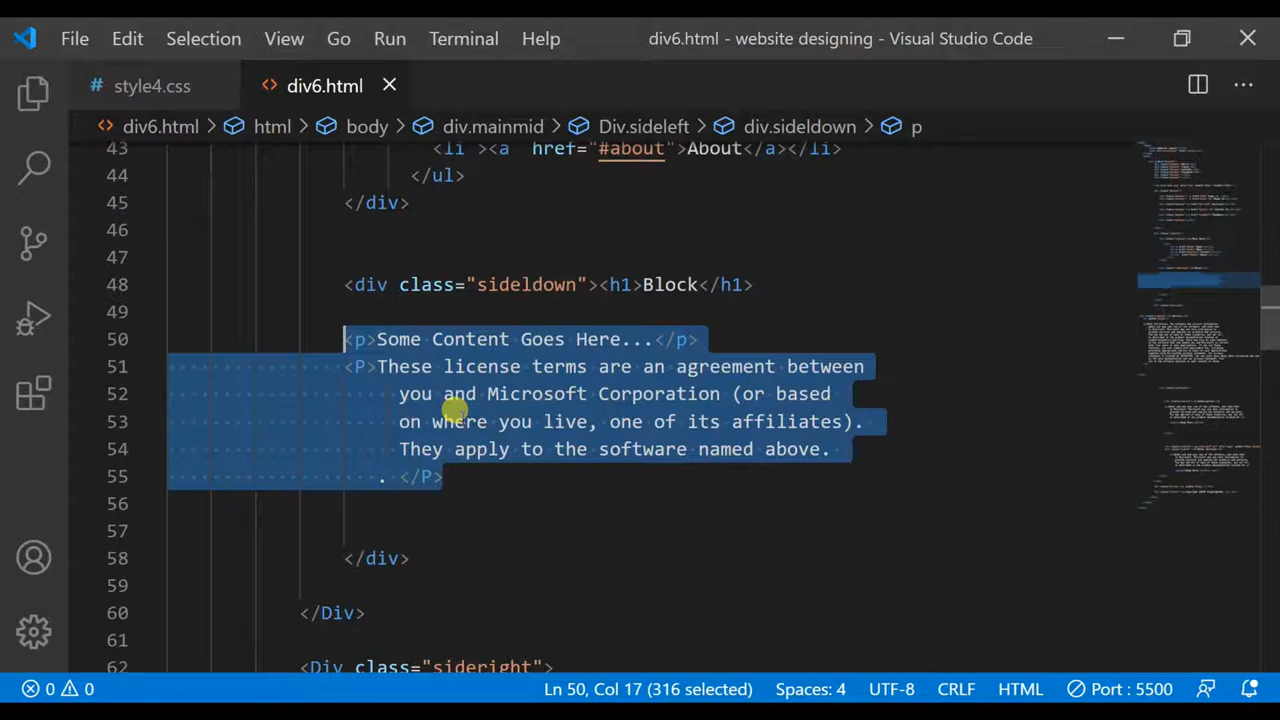 File Edit Selection View Go Run Terminal Help div6.html - website designing - Visual Studio Code
# style4.css <> div6.html ×
<> div6.html > html > body > div.mainmid > Div.sideleft > div.sideldown > p
43 <li ><a href="#about">About</a></li>
44 </ul>
45 </div>
46
47
48 <div class="sideldown"><h1>Block</h1>
49
50 <p>Some Content Goes Here...</p>
51 <P>These license terms are an agreement between
52 you and Microsoft Corporation (or based
53 on where you live, one of its affiliates).
54 They apply to the software named above.
55 . </P>
56
57
58 </div>
59
60 </Div>
61
62 <Div class="sideright">
0 0 Ln 50, Col 17 (316 selected) Spaces: 4 UTF-8 CRLF HTML Port : 5500